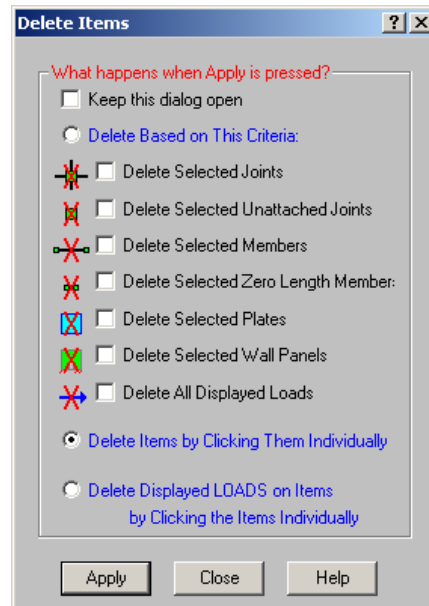 Delete Items
What happens when Apply is pressed?
Keep this dialog open
Delete Based on This Criteria:
Delete Selected Joints
Delete Selected Unattached Joints
Delete Selected Members
Delete Selected Zero Length Member:
Delete Selected Plates
Delete Selected Wall Panels
Delete All Displayed Loads
Delete Items by Clicking Them Individually
Delete Displayed LOADS on Items
by Clicking the Items Individually
Apply Close Help